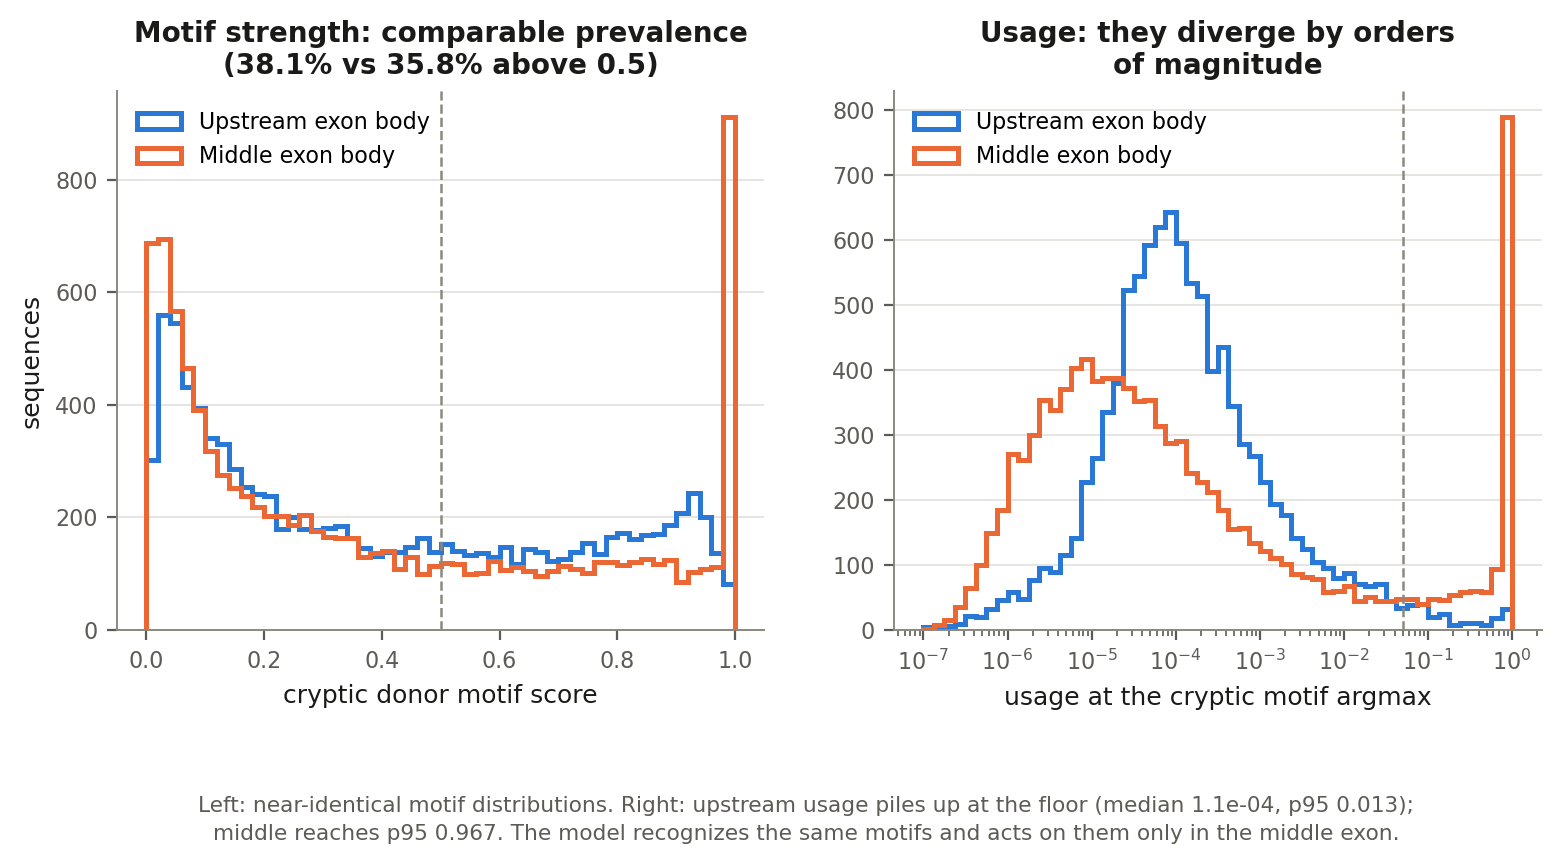 Motif strength: comparable prevalence
(38.1% vs 35.8% above 0.5)
Upstream exon body
Middle exon body
sequences
800
600
400
200
0
0.0 0.2 0.4 0.6 0.8 1.0
cryptic donor motif score
Usage: they diverge by orders
of magnitude
Upstream exon body
Middle exon body
800
700
600
500
400
300
200
100
0
10⁻⁷ 10⁻⁶ 10⁻⁵ 10⁻⁴ 10⁻³ 10⁻² 10⁻¹ 10⁰
usage at the cryptic motif argmax
Left: near-identical motif distributions. Right: upstream usage piles up at the floor (median 1.1e-04, p95 0.013);
middle reaches p95 0.967. The model recognizes the same motifs and acts on them only in the middle exon.